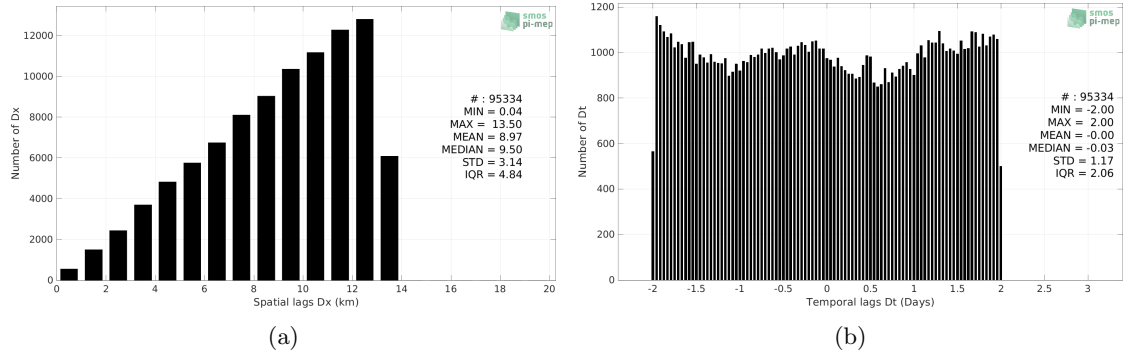 smos
pi-mep
Number of Dx
12000
10000
8000
6000
4000
2000
0
# : 95334
MIN = 0.04
MAX = 13.50
MEAN = 8.97
MEDIAN = 9.50
STD = 3.14
IQR = 4.84
0 2 4 6 8 10 12 14 16 18 20
Spatial lags Dx (km)
(a)
smos
pi-mep
Number of Dt
1200
1000
800
600
400
200
0
# : 95334
MIN = -2.00
MAX = 2.00
MEAN = -0.00
MEDIAN = -0.03
STD = 1.17
IQR = 2.06
-2 -1.5 -1 -0.5 0 0.5 1 1.5 2 2.5 3
Temporal lags Dt (Days)
(b)